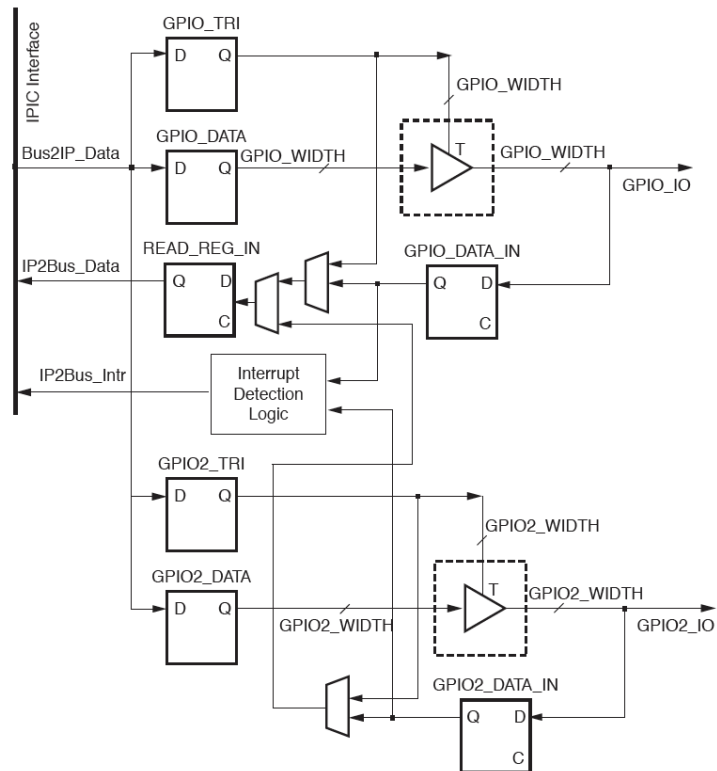 GPIO_TRI
IPIC Interface
D Q
GPIO_WIDTH
GPIO_DATA
Bus2IP_Data
D Q
GPIO_WIDTH
T
GPIO_WIDTH
GPIO_IO
READ_REG_IN
GPIO_DATA_IN
IP2Bus_Data
Q D
C
Q D
C
IP2Bus_Intr
Interrupt
Detection
Logic
GPIO2_TRI
D Q
GPIO2_WIDTH
GPIO2_DATA
D Q
GPIO2_WIDTH
T
GPIO2_WIDTH
GPIO2_IO
GPIO2_DATA_IN
Q D
C